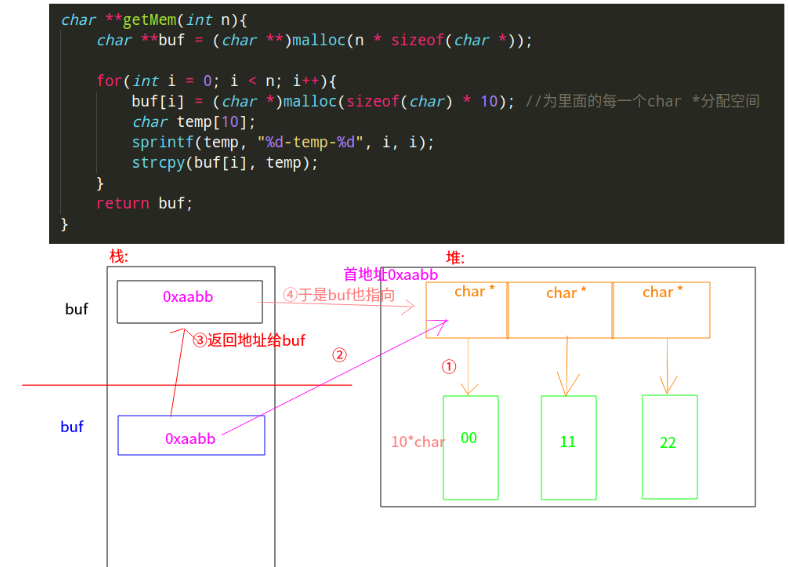 char **getMem(int n){
char **buf = (char **)malloc(n * sizeof(char *));
for(int i = 0; i < n; i++){
buf[i] = (char *)malloc(sizeof(char) * 10); //为里面的每一个char *分配空间
char temp[10];
sprintf(temp, "%d-temp-%d", i, i);
strcpy(buf[i], temp);
}
return buf;
}
栈:
堆:
首地址0xaabb
buf
0xaabb
④于是buf也指向
char *
char *
char *
③返回地址给buf
②
①
buf
0xaabb
10*char
00
11
22